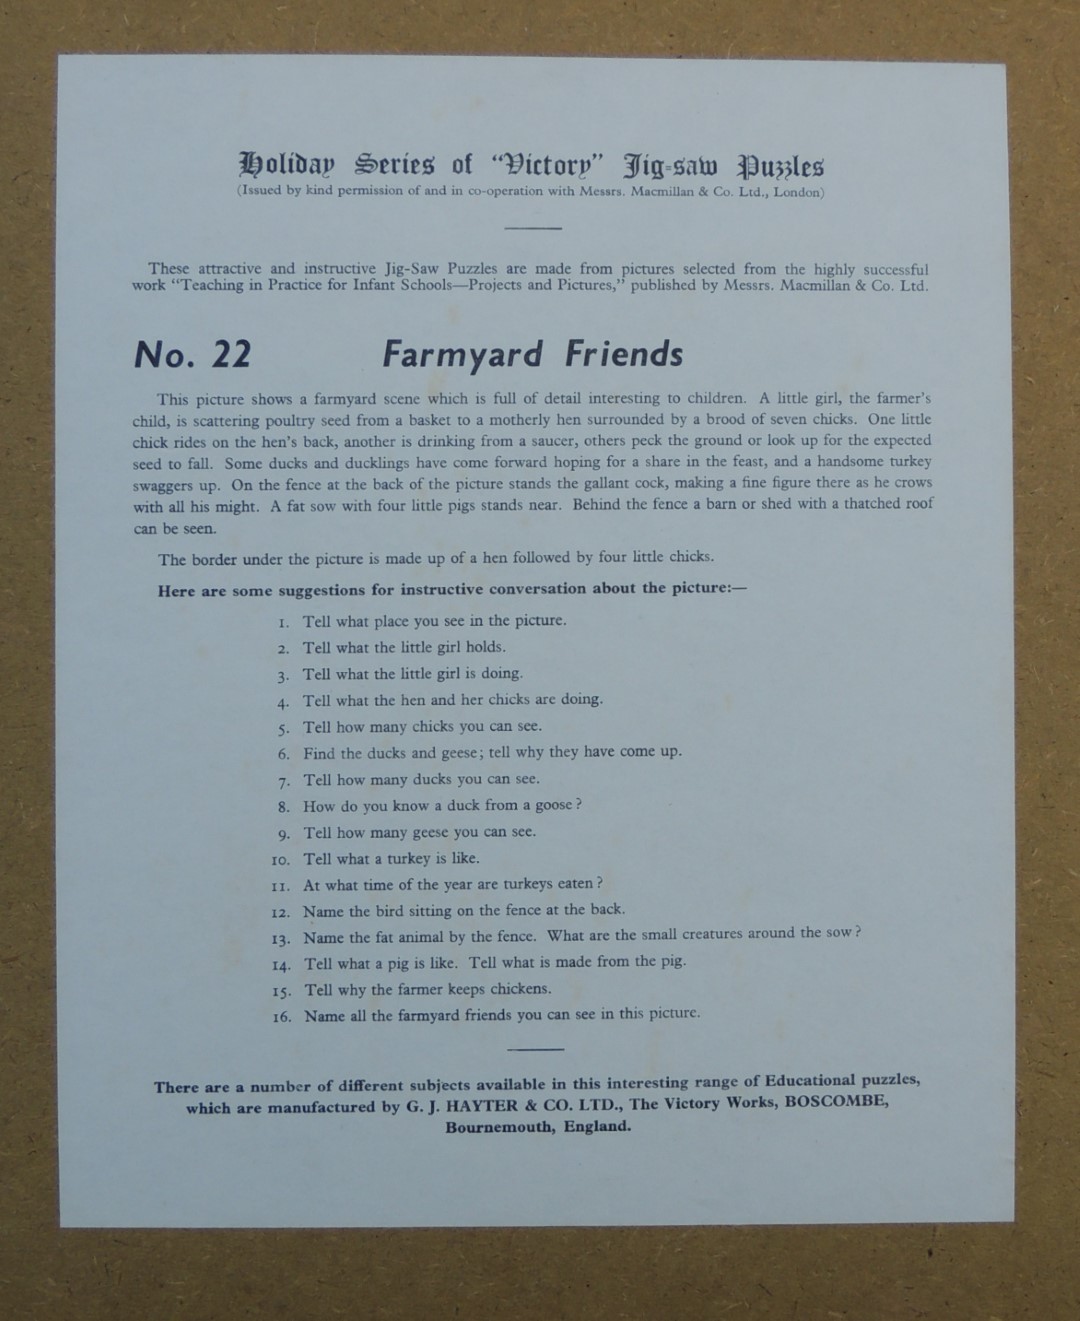 Holiday Series of “Victory” Jig-saw Puzzles
(Issued by kind permission of and in co-operation with Messrs. Macmillan & Co. Ltd., London)
These attractive and instructive Jig-Saw Puzzles are made from pictures selected from the highly successful
work “Teaching in Practice for Infant Schools—Projects and Pictures,” published by Messrs. Macmillan & Co. Ltd.
No. 22 Farmyard Friends
This picture shows a farmyard scene which is full of detail interesting to children. A little girl, the farmer’s
child, is scattering poultry seed from a basket to a motherly hen surrounded by a brood of seven chicks. One little
chick rides on the hen’s back, another is drinking from a saucer, others peck the ground or look up for the expected
seed to fall. Some ducks and ducklings have come forward hoping for a share in the feast, and a handsome turkey
swaggers up. On the fence at the back of the picture stands the gallant cock, making a fine figure there as he crows
with all his might. A fat sow with four little pigs stands near. Behind the fence a barn or shed with a thatched roof
can be seen.
The border under the picture is made up of a hen followed by four little chicks.
Here are some suggestions for instructive conversation about the picture:—
1. Tell what place you see in the picture.
2. Tell what the little girl holds.
3. Tell what the little girl is doing.
4. Tell what the hen and her chicks are doing.
5. Tell how many chicks you can see.
6. Find the ducks and geese; tell why they have come up.
7. Tell how many ducks you can see.
8. How do you know a duck from a goose?
9. Tell how many geese you can see.
10. Tell what a turkey is like.
11. At what time of the year are turkeys eaten?
12. Name the bird sitting on the fence at the back.
13. Name the fat animal by the fence. What are the small creatures around the sow?
14. Tell what a pig is like. Tell what is made from the pig.
15. Tell why the farmer keeps chickens.
16. Name all the farmyard friends you can see in this picture.
There are a number of different subjects available in this interesting range of Educational puzzles,
which are manufactured by G. J. HAYTER & CO. LTD., The Victory Works, BOSCOMBE,
Bournemouth, England.